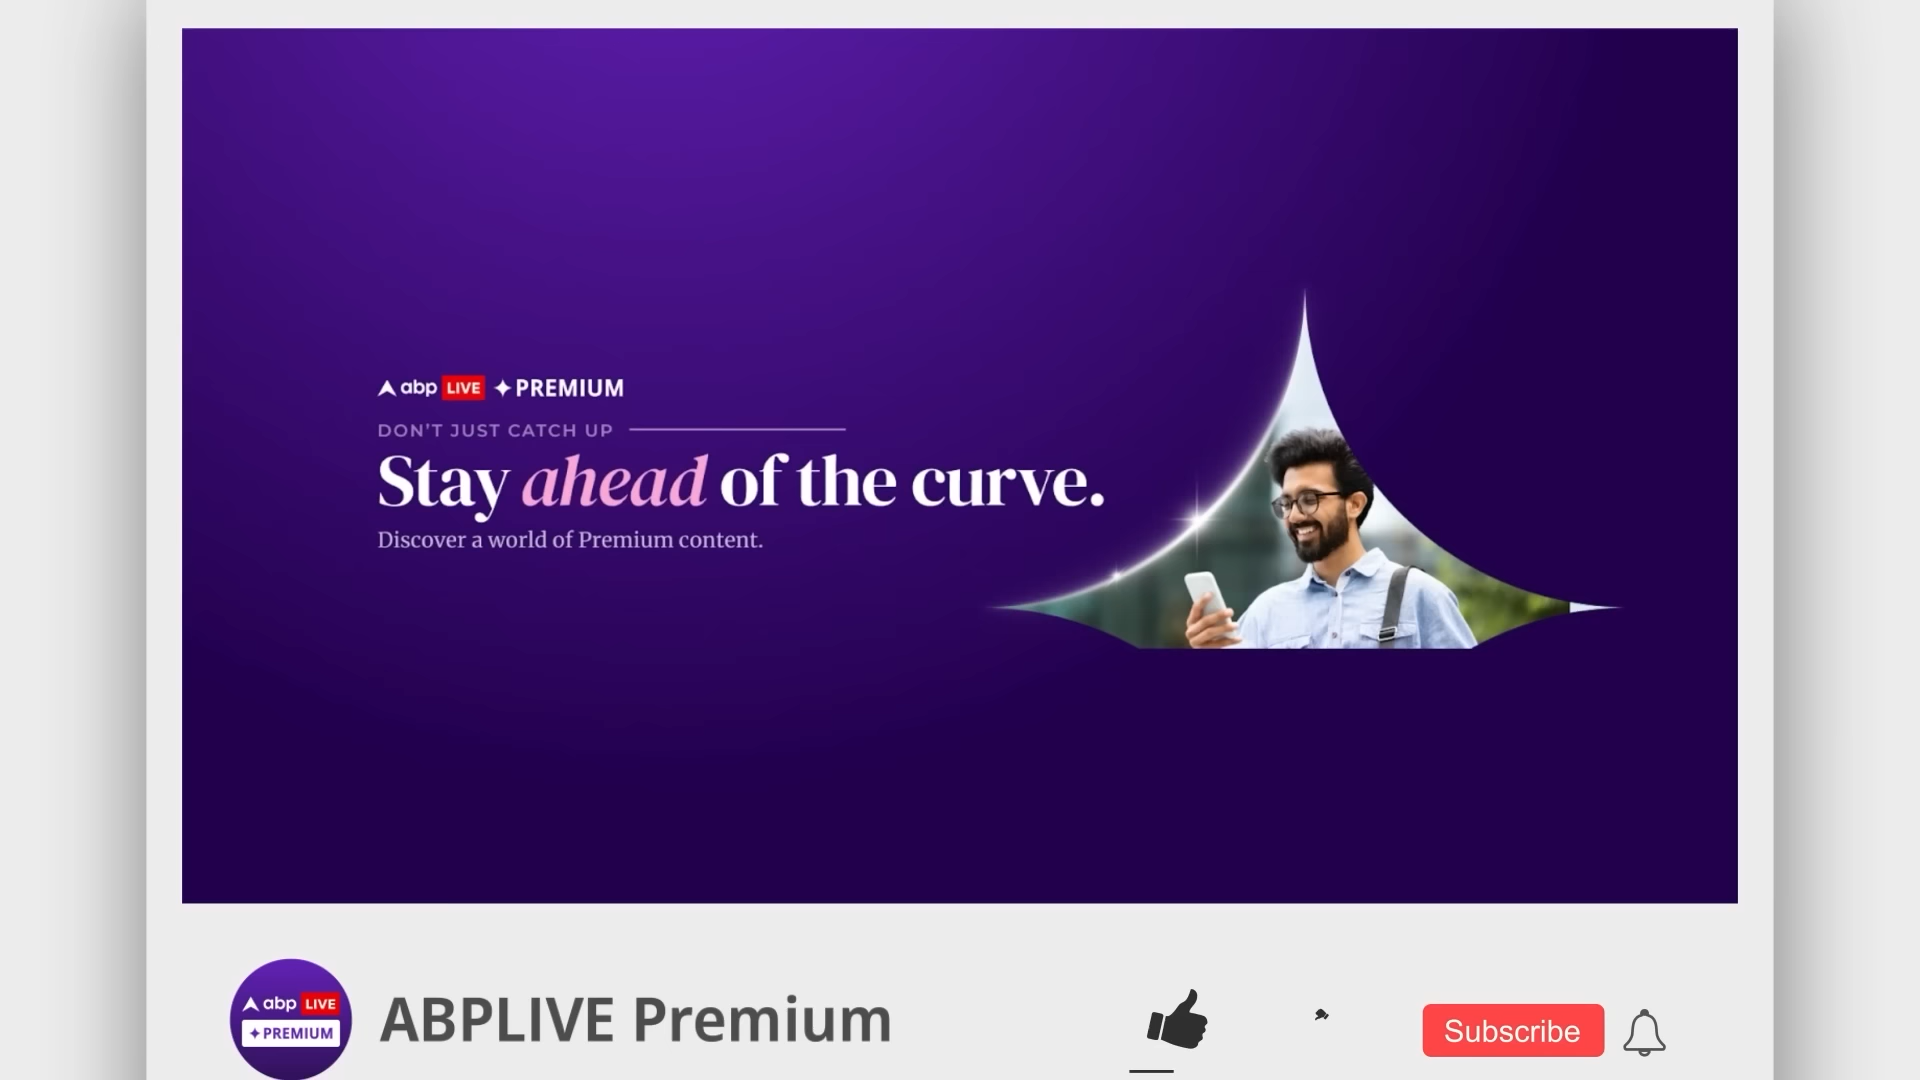 abp LIVE PREMIUM
DON'T JUST CATCH UP
Stay ahead of the curve.
Discover a world of Premium content.
abp LIVE
PREMIUM
ABPLIVE Premium
Subscribe